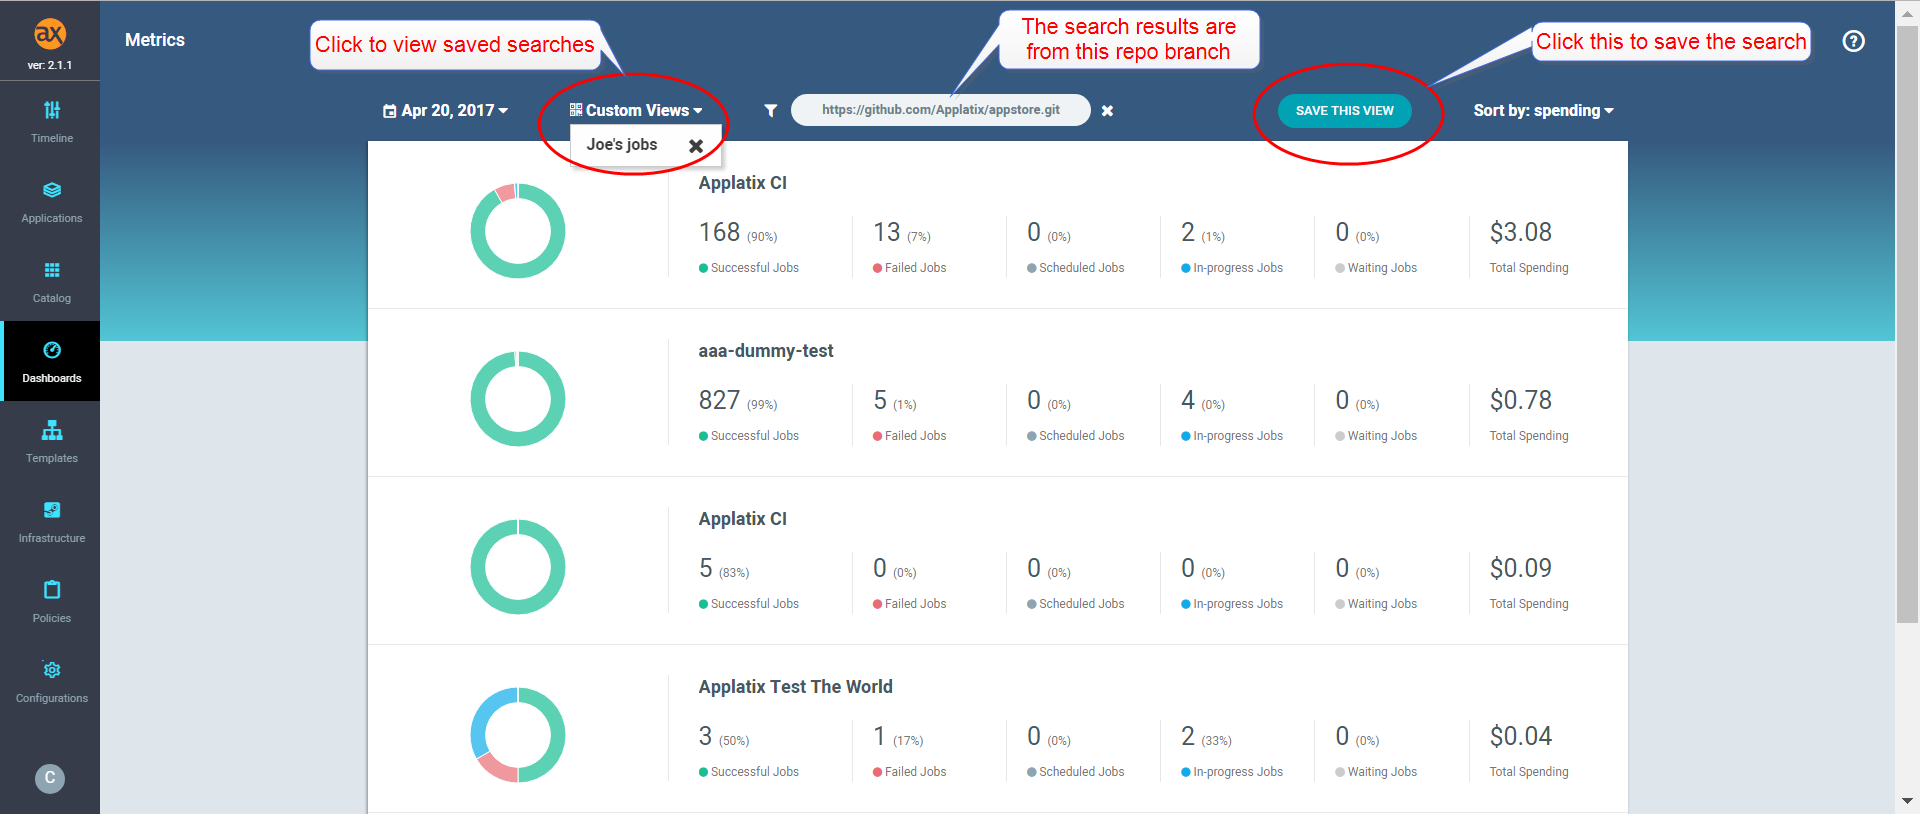 ax
ver: 2.1.1
Timeline
Applications
Catalog
Dashboards
Templates
Infrastructure
Policies
Configurations
C
Metrics
Click to view saved searches
The search results are
from this repo branch
Click this to save the search
?
Apr 20, 2017
Custom Views
https://github.com/Applatix/appstore.git
SAVE THIS VIEW
Sort by: spending
Joe's jobs
Applatix CI
168 (90%) 13 (7%) 0 (0%) 2 (1%) 0 (0%) $3.08
Successful Jobs Failed Jobs Scheduled Jobs In-progress Jobs Waiting Jobs Total Spending
aaa-dummy-test
827 (99%) 5 (1%) 0 (0%) 4 (0%) 0 (0%) $0.78
Successful Jobs Failed Jobs Scheduled Jobs In-progress Jobs Waiting Jobs Total Spending
Applatix CI
5 (83%) 0 (0%) 0 (0%) 0 (0%) 0 (0%) $0.09
Successful Jobs Failed Jobs Scheduled Jobs In-progress Jobs Waiting Jobs Total Spending
Applatix Test The World
3 (50%) 1 (17%) 0 (0%) 2 (33%) 0 (0%) $0.04
Successful Jobs Failed Jobs Scheduled Jobs In-progress Jobs Waiting Jobs Total Spending